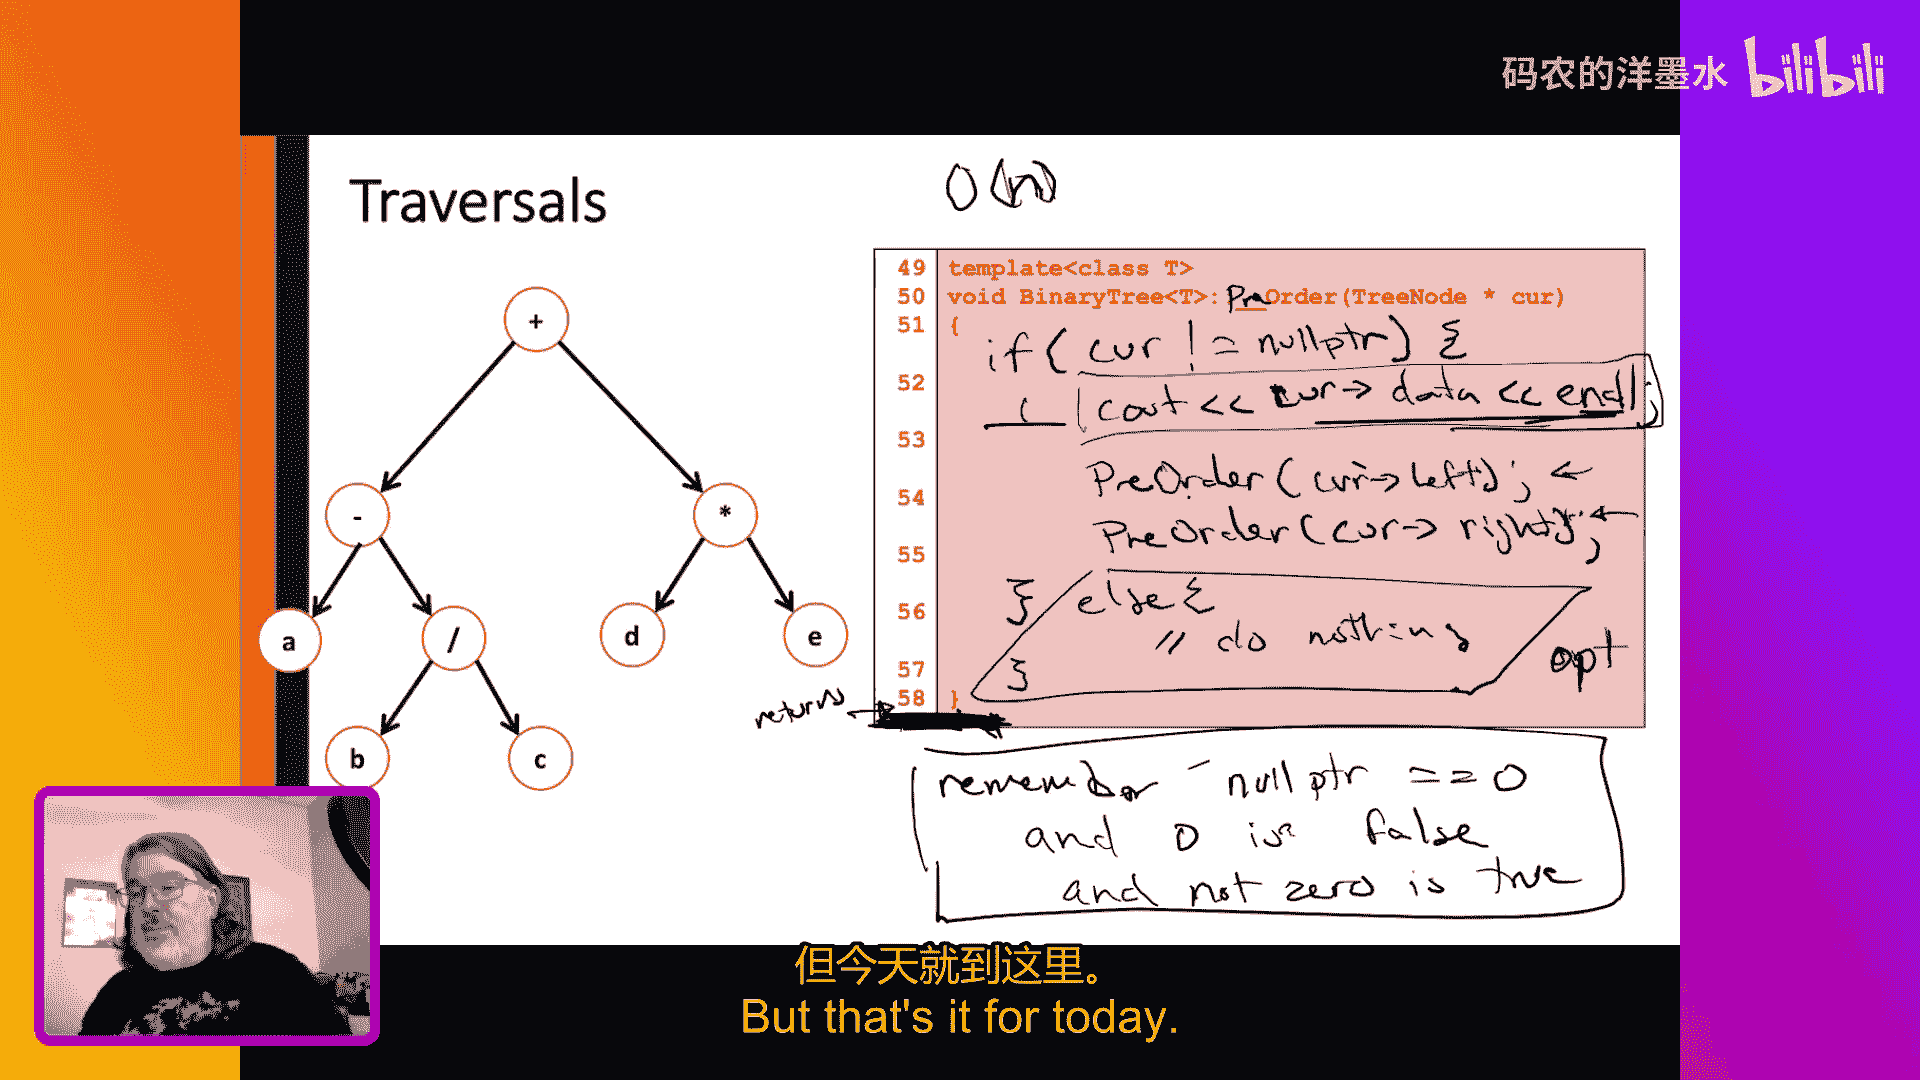 码农的洋墨水 bilibili
Traversals
O(n)
49 template<class T>
50 void BinaryTree<T>::PreOrder(TreeNode * cur)
51 {
if( cur != nullptr) {
52 cout << cur-> data << endl;
53
PreOrder( cur->left);
54
PreOrder(cur-> right);
55
} else {
56
// do nothing
opt
57
}
58 }
returns
remember nullptr == 0
and 0 is false
and not zero is true
+
-
*
a
/
d
e
b
c
但今天就到这里。
But that's it for today.